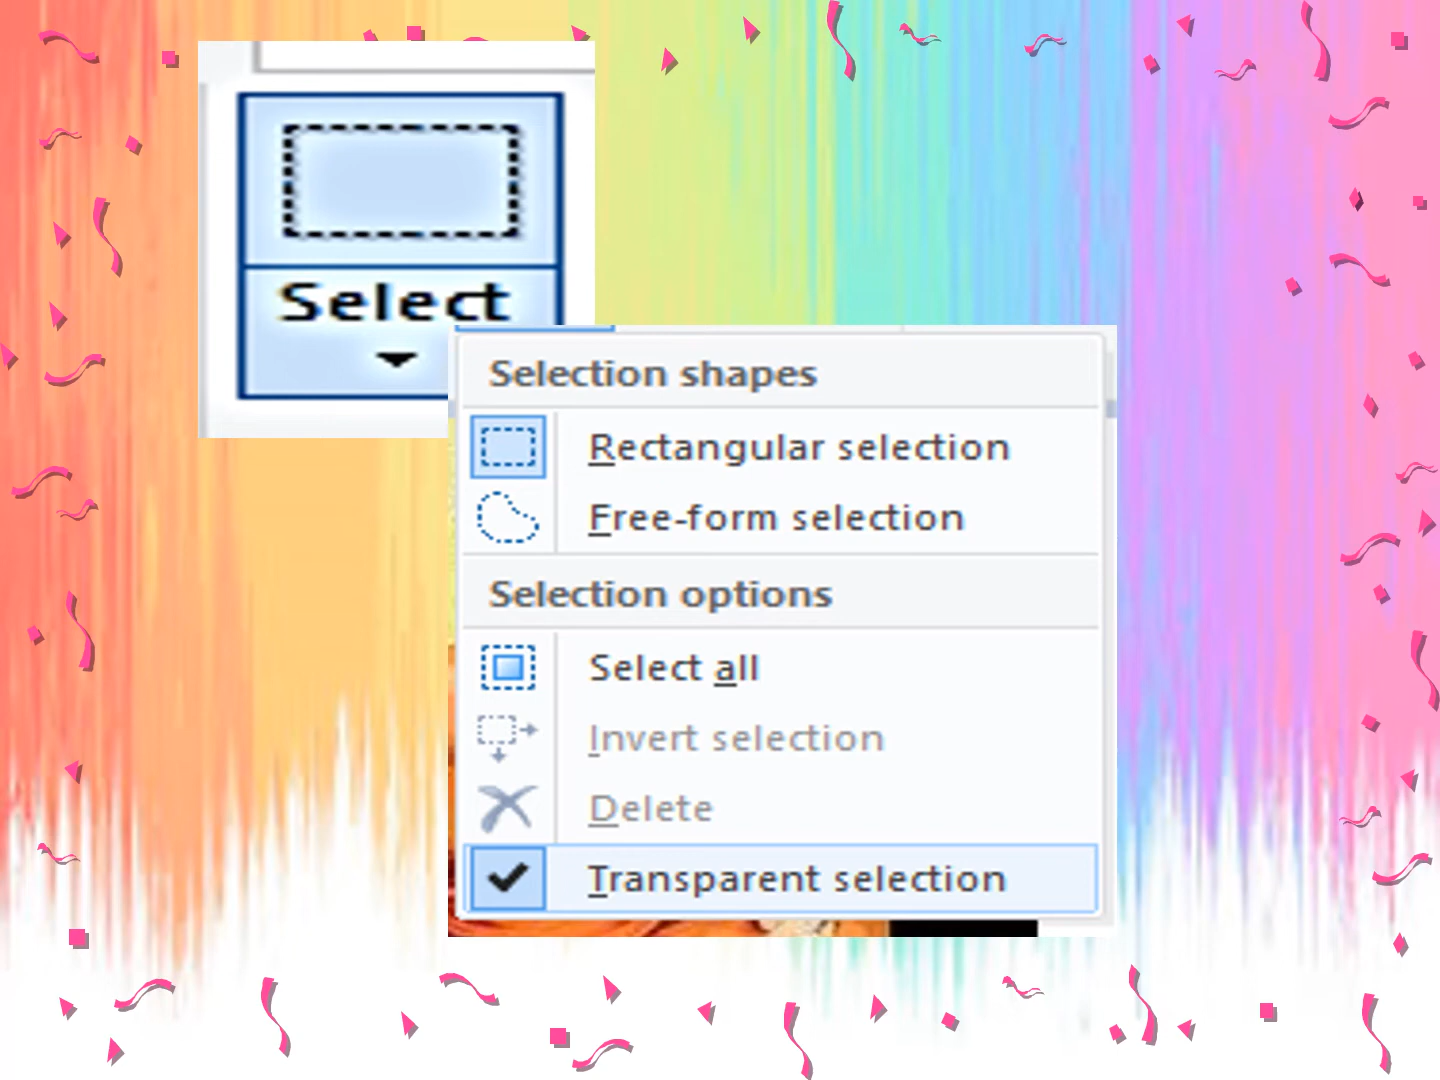 Select
Selection shapes
Rectangular selection
Free-form selection
Selection options
Select all
Invert selection
Delete
Transparent selection